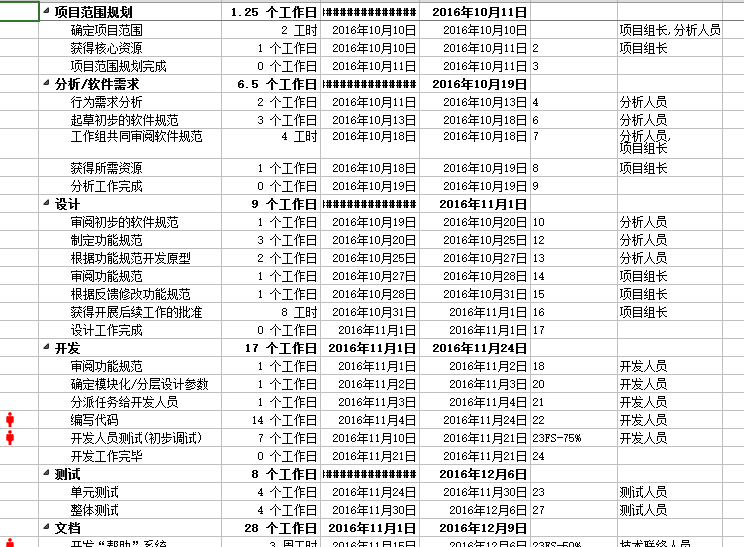 项目范围规划 1.25 个工作日 ############## 2016年10月11日
确定项目范围 2 工时 2016年10月10日 2016年10月10日 项目组长,分析人员
获得核心资源 1 个工作日 2016年10月10日 2016年10月11日 2 项目组长
项目范围规划完成 0 个工作日 2016年10月11日 2016年10月11日 3
分析/软件需求 6.5 个工作日 ############## 2016年10月19日
行为需求分析 2 个工作日 2016年10月11日 2016年10月13日 4 分析人员
起草初步的软件规范 3 个工作日 2016年10月13日 2016年10月18日 6 分析人员
工作组共同审阅软件规范 4 工时 2016年10月18日 2016年10月18日 7 分析人员,
项目组长
获得所需资源 1 个工作日 2016年10月18日 2016年10月19日 8 项目组长
分析工作完成 0 个工作日 2016年10月19日 2016年10月19日 9
设计 9 个工作日 ############## 2016年11月1日
审阅初步的软件规范 1 个工作日 2016年10月19日 2016年10月20日 10 分析人员
制定功能规范 3 个工作日 2016年10月20日 2016年10月25日 12 分析人员
根据功能规范开发原型 2 个工作日 2016年10月25日 2016年10月27日 13 分析人员
审阅功能规范 1 个工作日 2016年10月27日 2016年10月28日 14 项目组长
根据反馈修改功能规范 1 个工作日 2016年10月28日 2016年10月31日 15 项目组长
获得开展后续工作的批准 8 工时 2016年10月31日 2016年11月1日 16 项目组长
设计工作完成 0 个工作日 2016年11月1日 2016年11月1日 17
开发 17 个工作日 2016年11月1日 2016年11月24日
审阅功能规范 1 个工作日 2016年11月1日 2016年11月2日 18 开发人员
确定模块化/分层设计参数 1 个工作日 2016年11月2日 2016年11月3日 20 开发人员
分派任务给开发人员 1 个工作日 2016年11月3日 2016年11月4日 21 开发人员
编写代码 14 个工作日 2016年11月4日 2016年11月24日 22 开发人员
开发人员测试(初步调试) 7 个工作日 2016年11月10日 2016年11月21日 23FS-75% 开发人员
开发工作完毕 0 个工作日 2016年11月21日 2016年11月21日 24
测试 8 个工作日 ############## 2016年12月6日
单元测试 4 个工作日 2016年11月24日 2016年11月30日 23 测试人员
整体测试 4 个工作日 2016年11月30日 2016年12月6日 27 测试人员
文档 28 个工作日 2016年11月1日 2016年12月9日
开发“帮助”系统 3 周工时 2016年11月15日 23FS-50% 技术联络人员